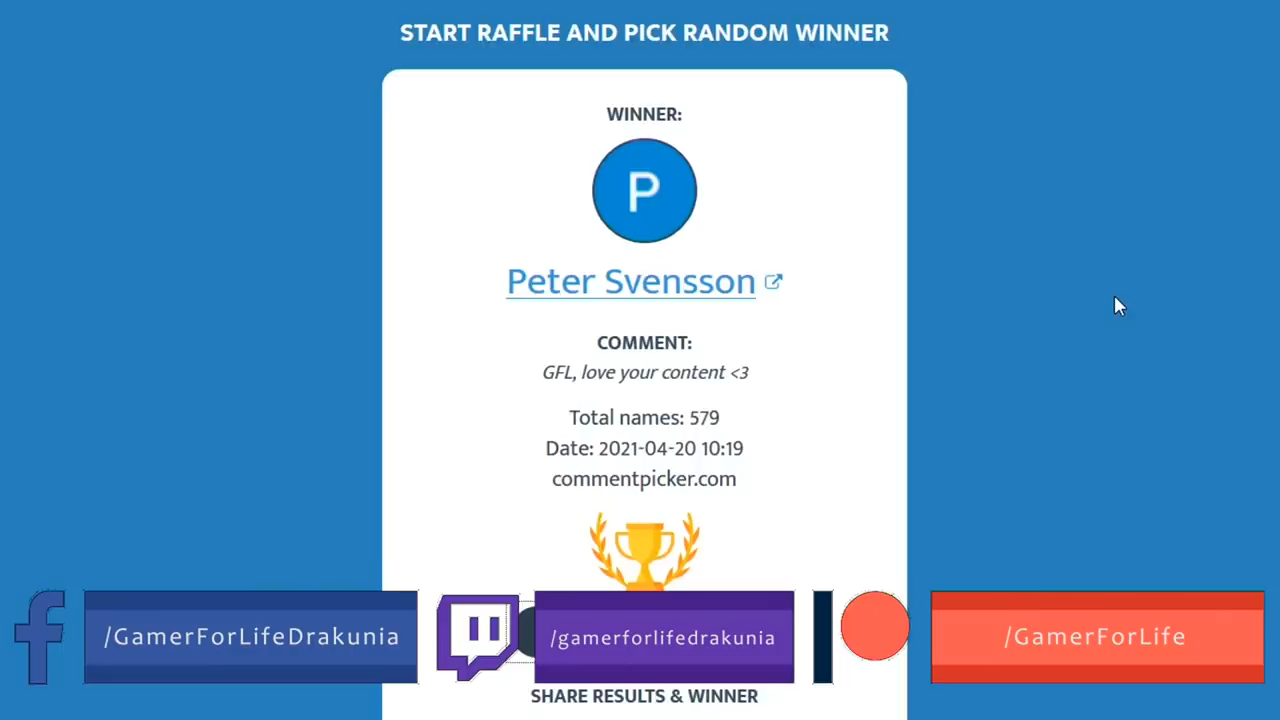 START RAFFLE AND PICK RANDOM WINNER
WINNER:
P
Peter Svensson
COMMENT:
GFL, love your content <3
Total names: 579
Date: 2021-04-20 10:19
commentpicker.com
/GamerForLifeDrakunia
/gamerforlifedrakunia
/GamerForLife
SHARE RESULTS & WINNER